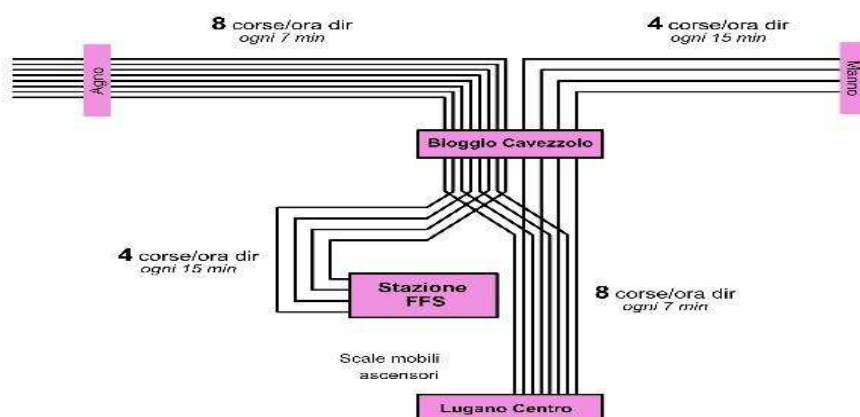 8 corse/ora dir
ogni 7 min
4 corse/ora dir
ogni 15 min
Agno
Manno
Bioggio Cavezzolo
4 corse/ora dir
ogni 15 min
Stazione
FFS
8 corse/ora dir
ogni 7 min
Scale mobili
ascensori
Lugano Centro